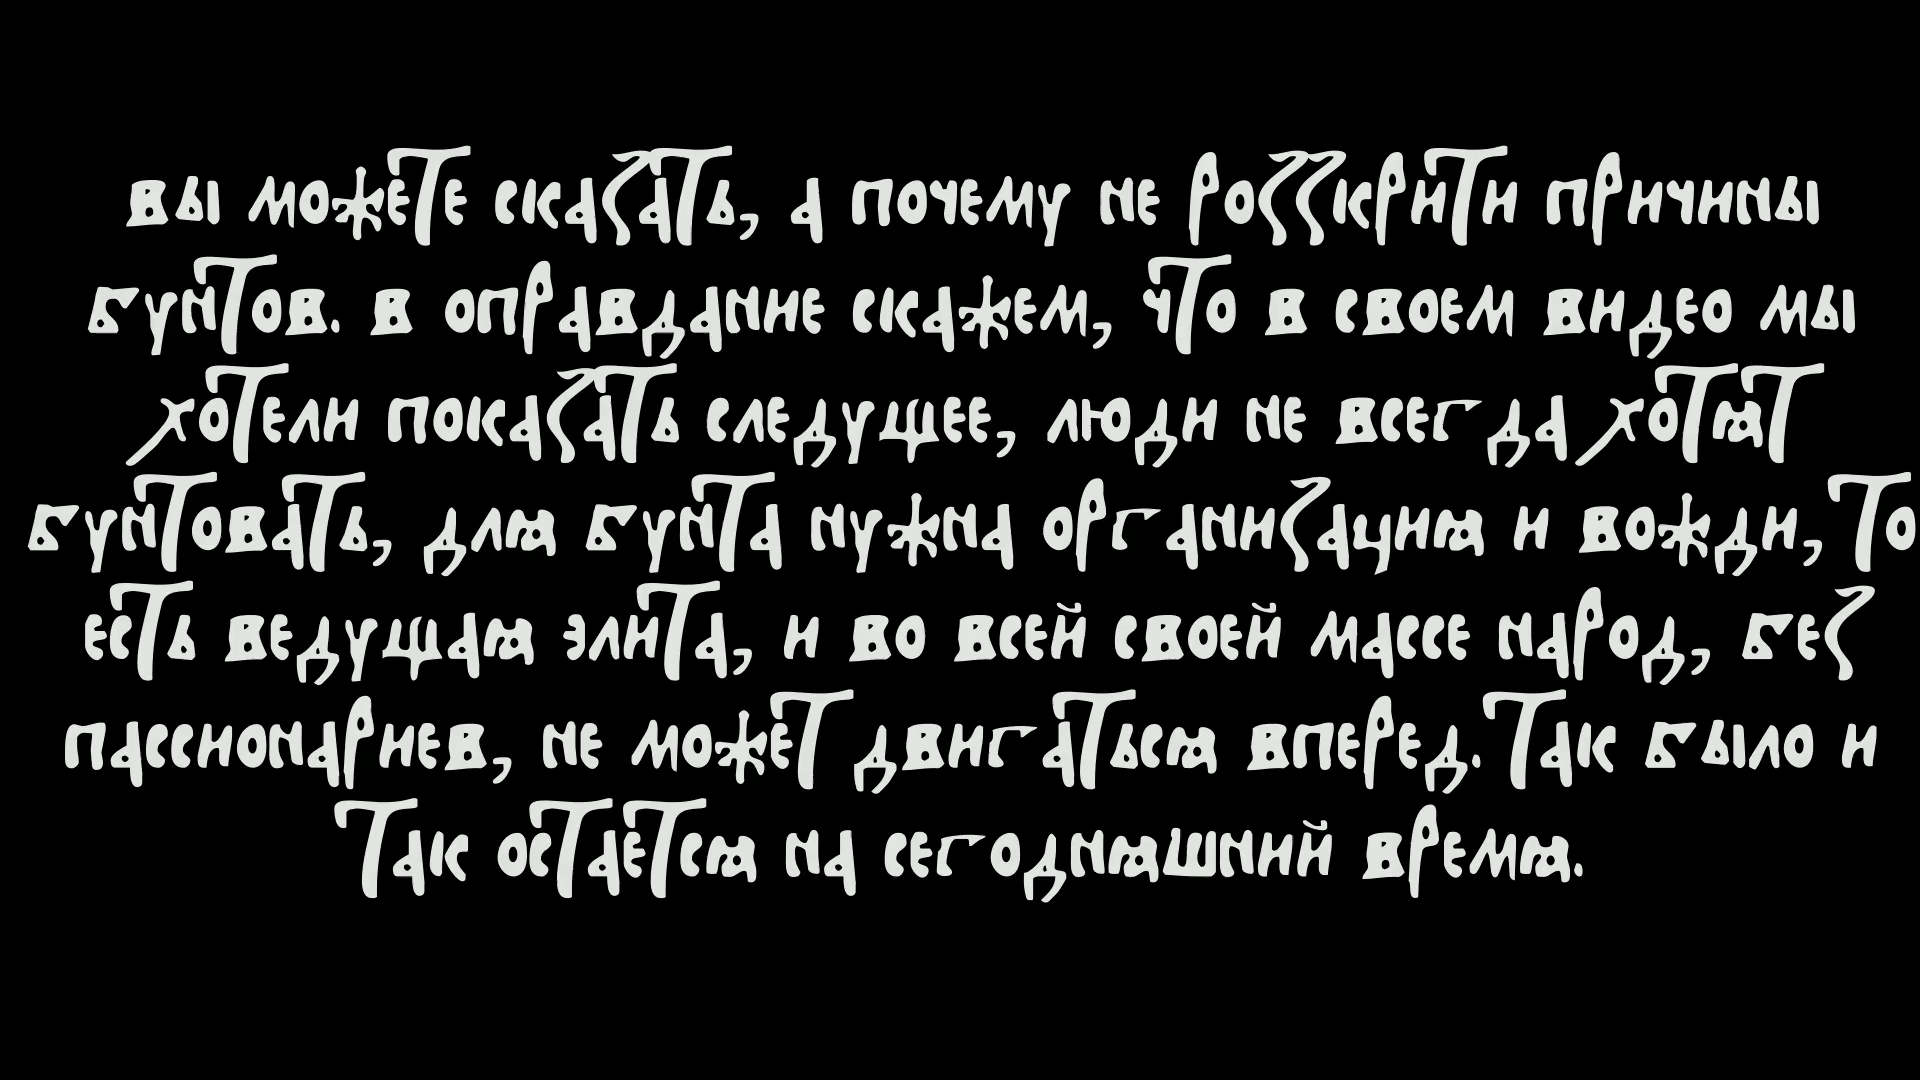 вы можете сказать, а почему не роззкрити причины
бунтов. в оправдание скажем, что в своем видео мы
хотели показать следущее, люди не всегда хотят
бунтовать, для бунта нужна организация и вожди, то
есть ведущая элита, и во всей своей массе народ, без
пассионариев, не может двигаться вперед. так было и
так остается на сегодняшний время.